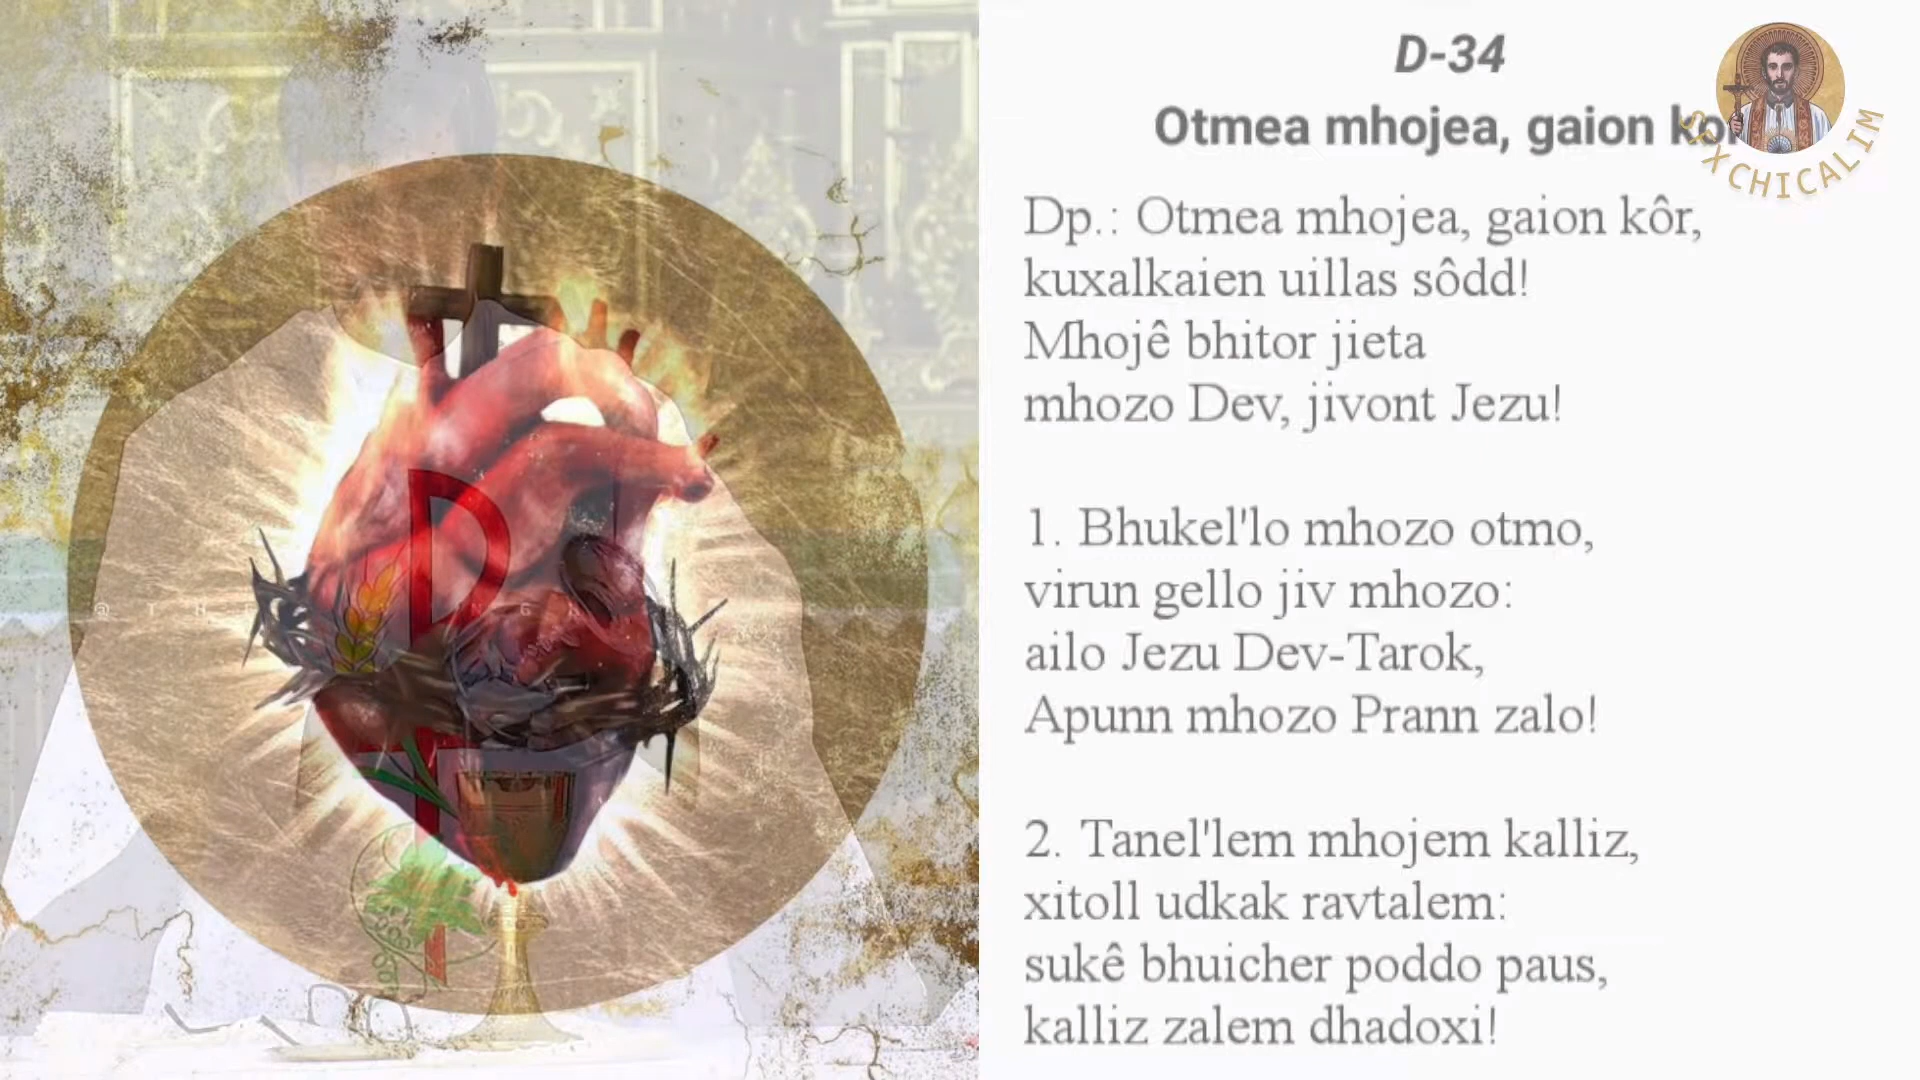 D-34
Otmea mhojea, gaion
Dp.: Otmea mhojea, gaion kôr,
kuxalkaien uillas sôdd!
Mhojê bhitor jieta
mhozo Dev, jivont Jezu!
1. Bhukel'lo mhozo otmo,
virun gello jiv mhozo:
ailo Jezu Dev-Tarok,
Apunn mhozo Prann zalo!
2. Tanel'lem mhojem kalliz,
xitoll udkak ravtalem:
sukê bhuicher poddo paus,
kalliz zalem dhadoxi!
SFXCHICALIM